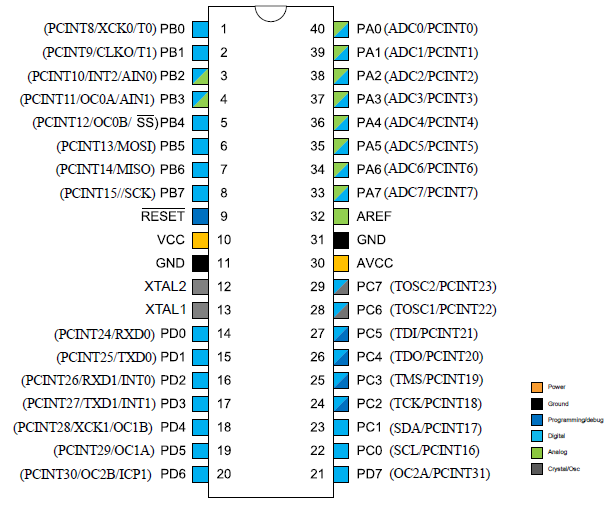 (PCINT8/XCK0/T0) PB0 1 40 PA0 (ADC0/PCINT0)
(PCINT9/CLKO/T1) PB1 2 39 PA1 (ADC1/PCINT1)
(PCINT10/INT2/AIN0) PB2 3 38 PA2 (ADC2/PCINT2)
(PCINT11/OC0A/AIN1) PB3 4 37 PA3 (ADC3/PCINT3)
(PCINT12/OC0B/ SS) PB4 5 36 PA4 (ADC4/PCINT4)
(PCINT13/MOSI) PB5 6 35 PA5 (ADC5/PCINT5)
(PCINT14/MISO) PB6 7 34 PA6 (ADC6/PCINT6)
(PCINT15//SCK) PB7 8 33 PA7 (ADC7/PCINT7)
RESET 9 32 AREF
VCC 10 31 GND
GND 11 30 AVCC
XTAL2 12 29 PC7 (TOSC2/PCINT23)
XTAL1 13 28 PC6 (TOSC1/PCINT22)
(PCINT24/RXD0) PD0 14 27 PC5 (TDI/PCINT21)
(PCINT25/TXD0) PD1 15 26 PC4 (TDO/PCINT20)
(PCINT26/RXD1/INT0) PD2 16 25 PC3 (TMS/PCINT19)
(PCINT27/TXD1/INT1) PD3 17 24 PC2 (TCK/PCINT18)
(PCINT28/XCK1/OC1B) PD4 18 23 PC1 (SDA/PCINT17)
(PCINT29/OC1A) PD5 19 22 PC0 (SCL/PCINT16)
(PCINT30/OC2B/ICP1) PD6 20 21 PD7 (OC2A/PCINT31)
Power
Ground
Programming/debug
Digital
Analog
Crystal/Osc